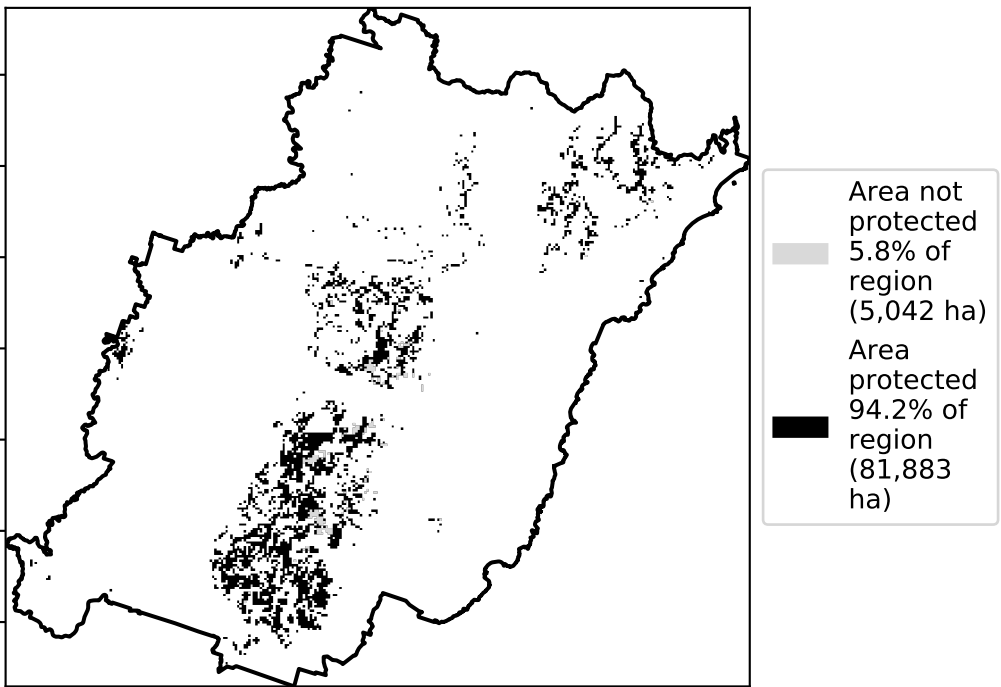 Area not
protected
5.8% of
region
(5,042 ha)
Area
protected
94.2% of
region
(81,883
ha)